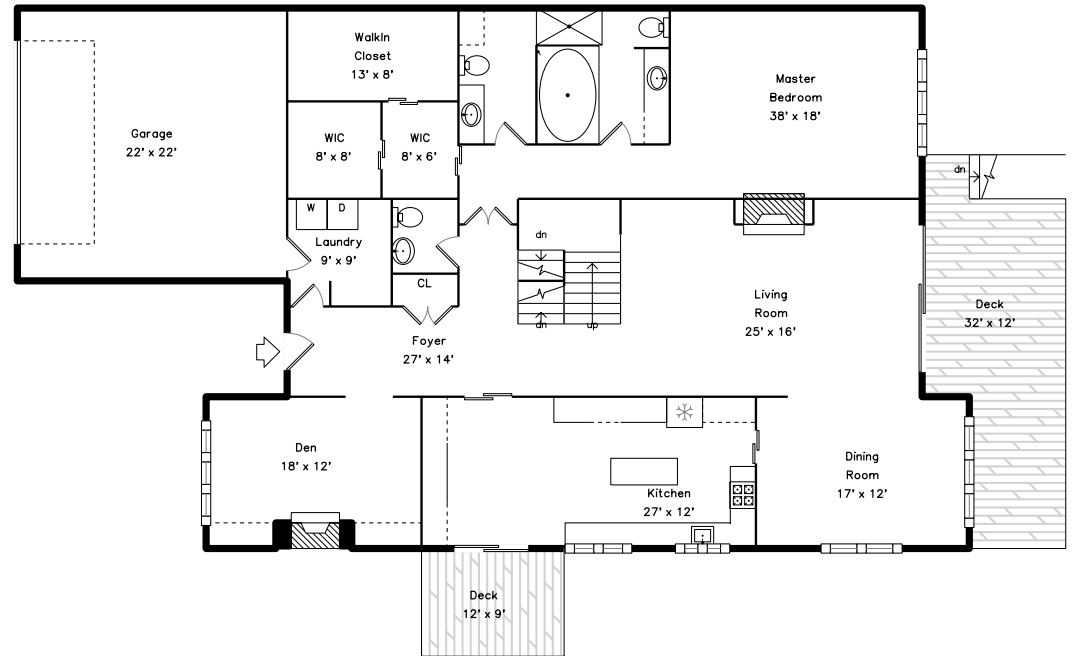 WalkIn
Closet
13' x 8'
Master
Bedroom
38' x 18'
Garage
22' x 22'
WIC
8' x 8'
WIC
8' x 6'
dn
W
D
Laundry
9' x 9'
dn
CL
Living
Room
25' x 16'
Deck
32' x 12'
dn
up
Foyer
27' x 14'
Den
18' x 12'
Dining
Room
17' x 12'
Kitchen
27' x 12'
Deck
12' x 9'